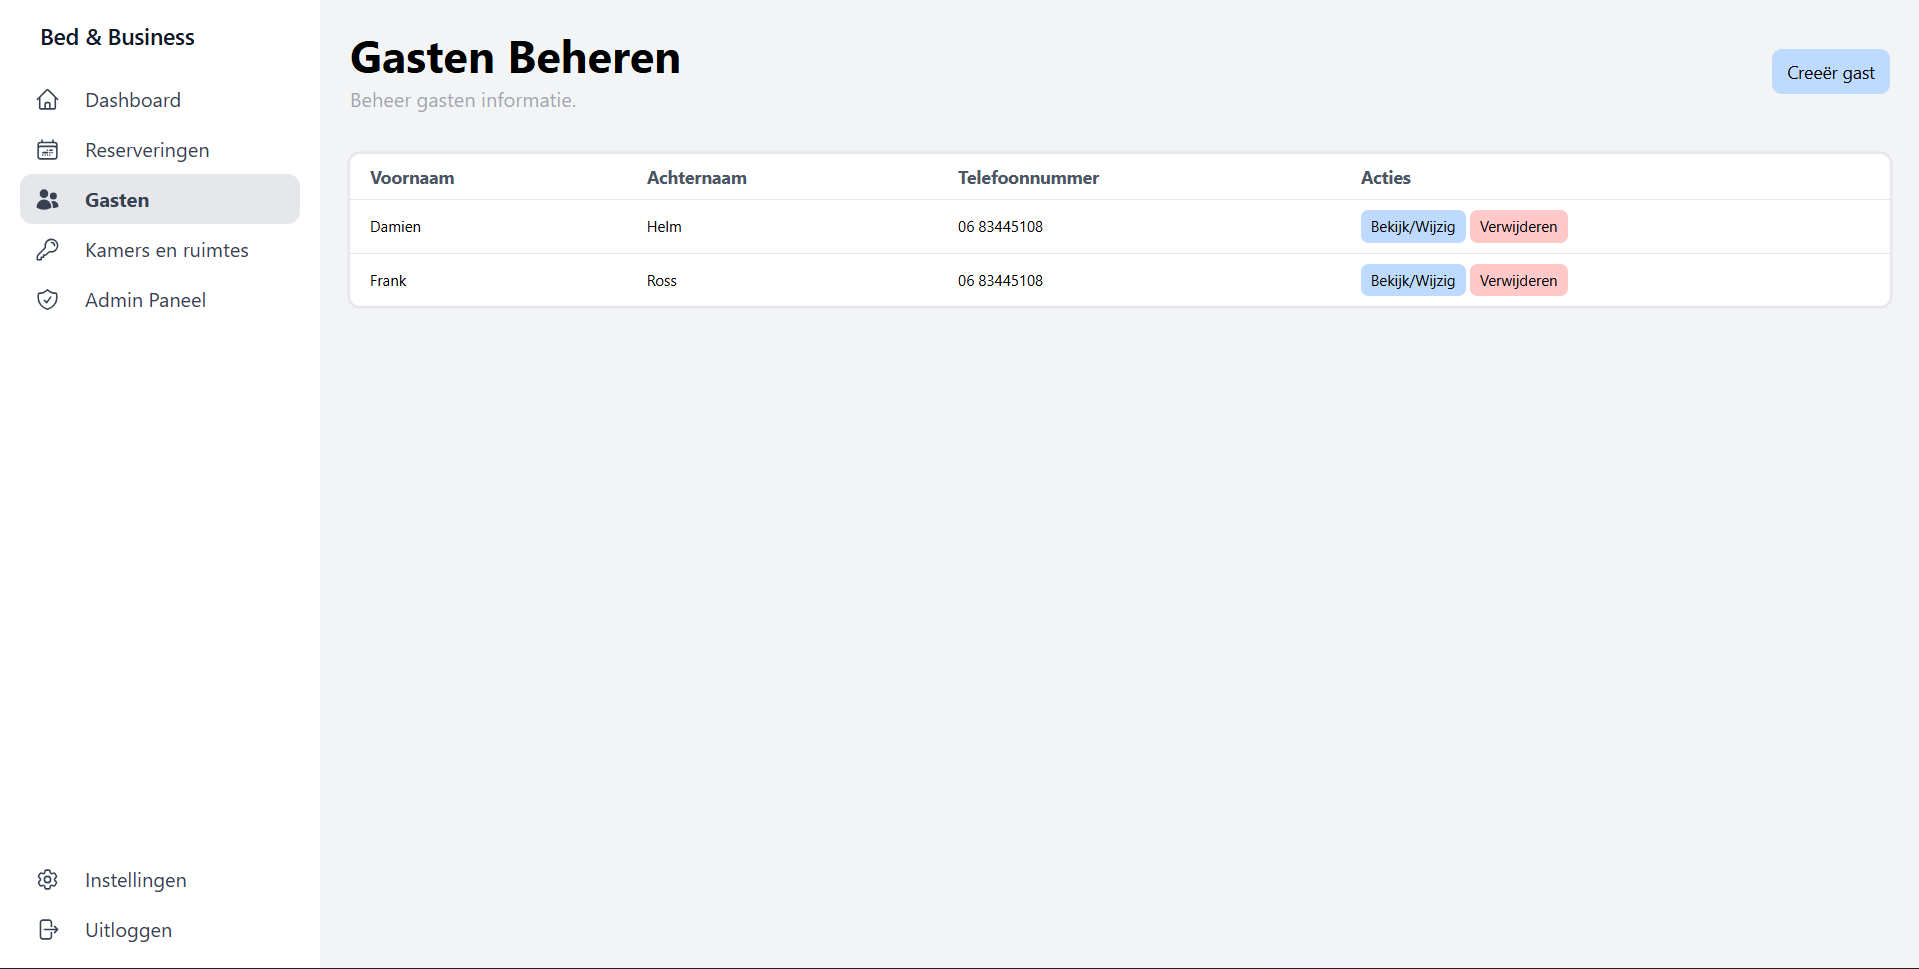 Bed & Business
Dashboard
Reserveringen
Gasten
Kamers en ruimtes
Admin Paneel
Instellingen
Uitloggen
Gasten Beheren
Beheer gasten informatie.
Creeër gast
Voornaam Achternaam Telefoonnummer Acties
Damien Helm 06 83445108 Bekijk/Wijzig Verwijderen
Frank Ross 06 83445108 Bekijk/Wijzig Verwijderen